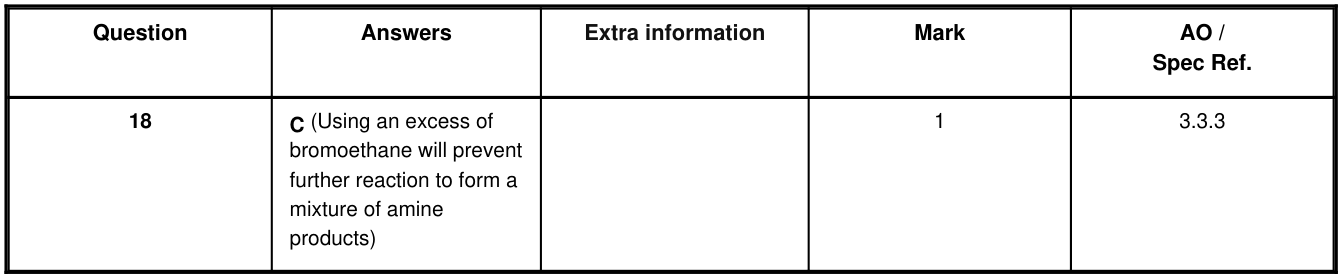 Question Answers Extra information Mark AO /
Spec Ref.
18 C (Using an excess of 1 3.3.3
bromoethane will prevent
further reaction to form a
mixture of amine
products)